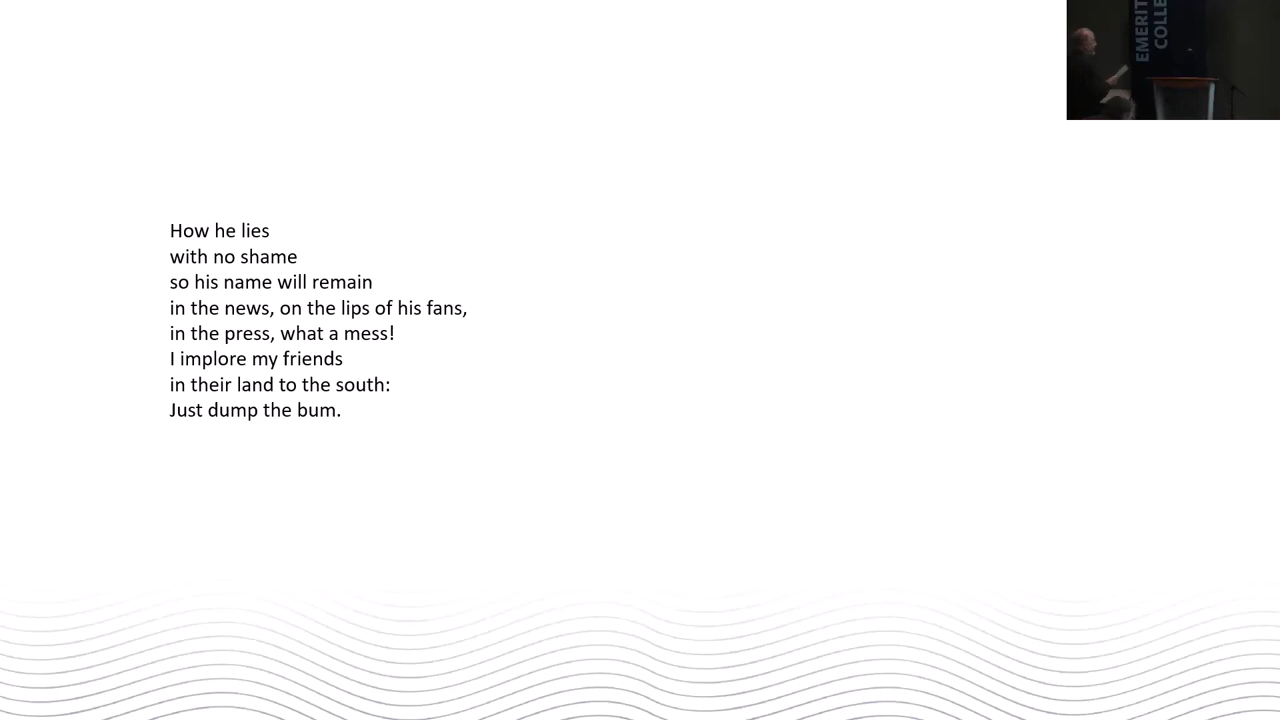 How he lies
with no shame
so his name will remain
in the news, on the lips of his fans,
in the press, what a mess!
I implore my friends
in their land to the south:
Just dump the bum.
EMERIT
COLLE